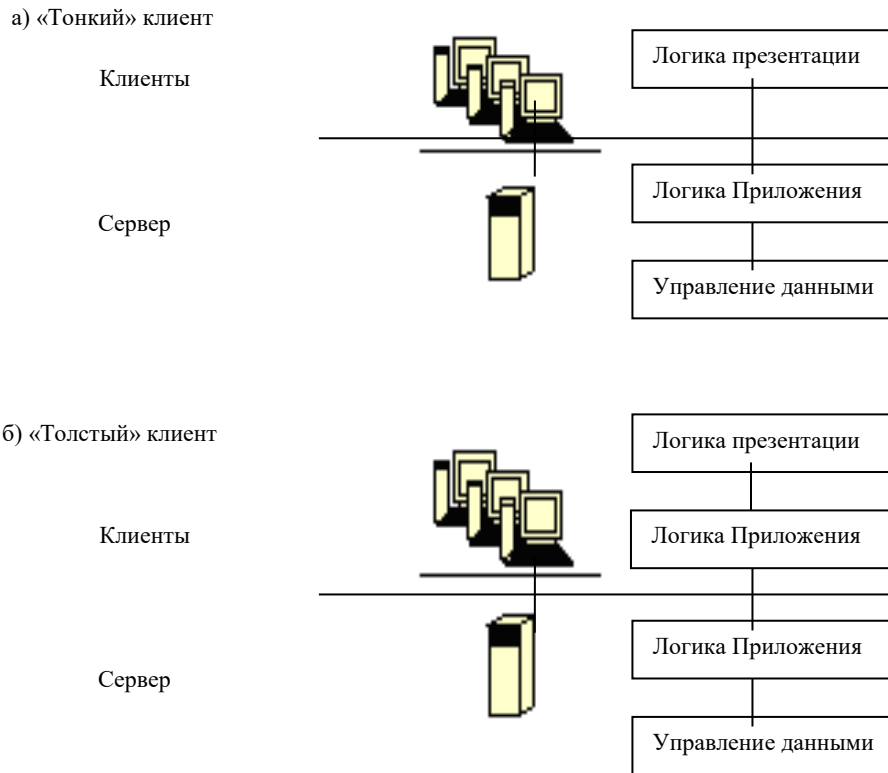 а) «Тонкий» клиент
Логика презентации
Клиенты
Логика Приложения
Сервер
Управление данными
б) «Толстый» клиент
Логика презентации
Клиенты
Логика Приложения
Логика Приложения
Сервер
Управление данными